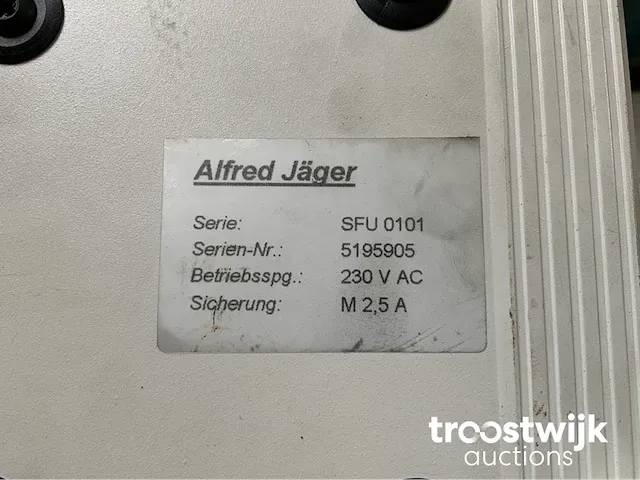 Alfred Jäger
Serie: SFU 0101
Serien-Nr.: 5195905
Betriebsspg.: 230 V AC
Sicherung: M 2,5 A
troostwijk
auctions